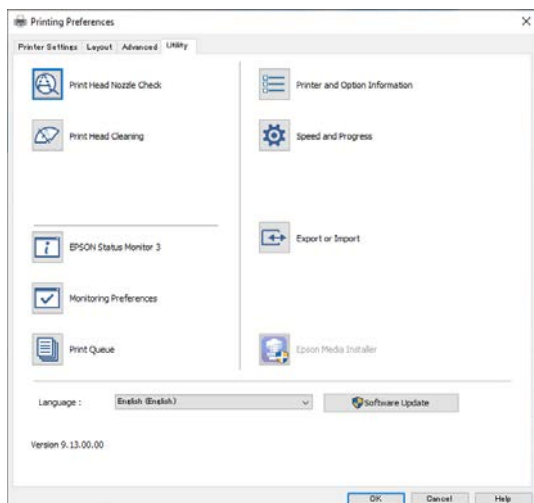 Printing Preferences
Printer Settings Layout Advanced Utility
Print Head Nozzle Check
Print Head Cleaning
EPSON Status Monitor 3
Monitoring Preferences
Print Queue
Printer and Option Information
Speed and Progress
Export or Import
Epson Media Installer
Language : English (English) Software Update
Version 9.13.00.00
OK Cancel Help